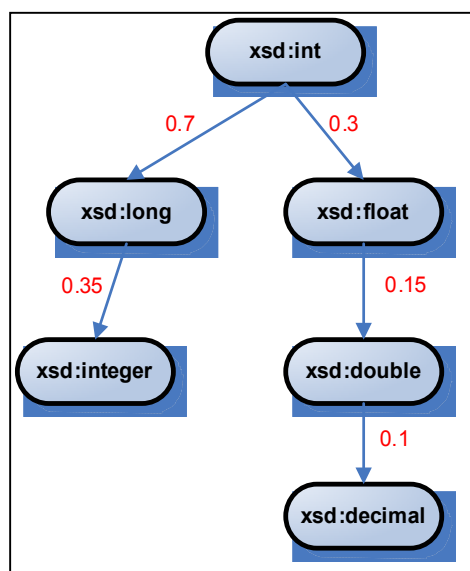 xsd:int
0.7
0.3
xsd:long
xsd:float
0.35
0.15
xsd:integer
xsd:double
0.1
xsd:decimal